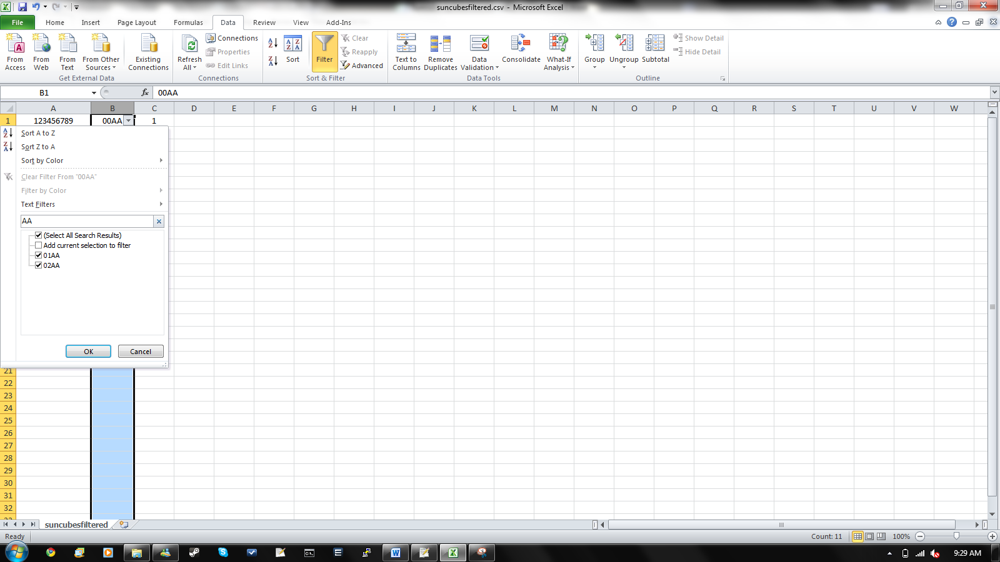 suncubesfiltered.csv - Microsoft Excel
File Home Insert Page Layout Formulas Data Review View Add-Ins
From Access From Web From Text From Other Sources Existing Connections Refresh All Connections Properties Edit Links Sort Filter Clear Reapply Advanced Text to Columns Remove Duplicates Data Validation Consolidate What-If Analysis Group Ungroup Subtotal Show Detail Hide Detail
Get External Data Connections Sort & Filter Data Tools Outline
B1 fx 00AA
A B C D E F G H I J K L M N O P Q R S T U V W
1 123456789 00AA 1
Sort A to Z
Sort Z to A
Sort by Color
Clear Filter From "00AA"
Filter by Color
Text Filters
AA
(Select All Search Results)
Add current selection to filter
01AA
02AA
OK Cancel
21
22
23
24
25
26
27
28
29
30
31
32
suncubesfiltered
Ready Count: 11 100%
9:29 AM